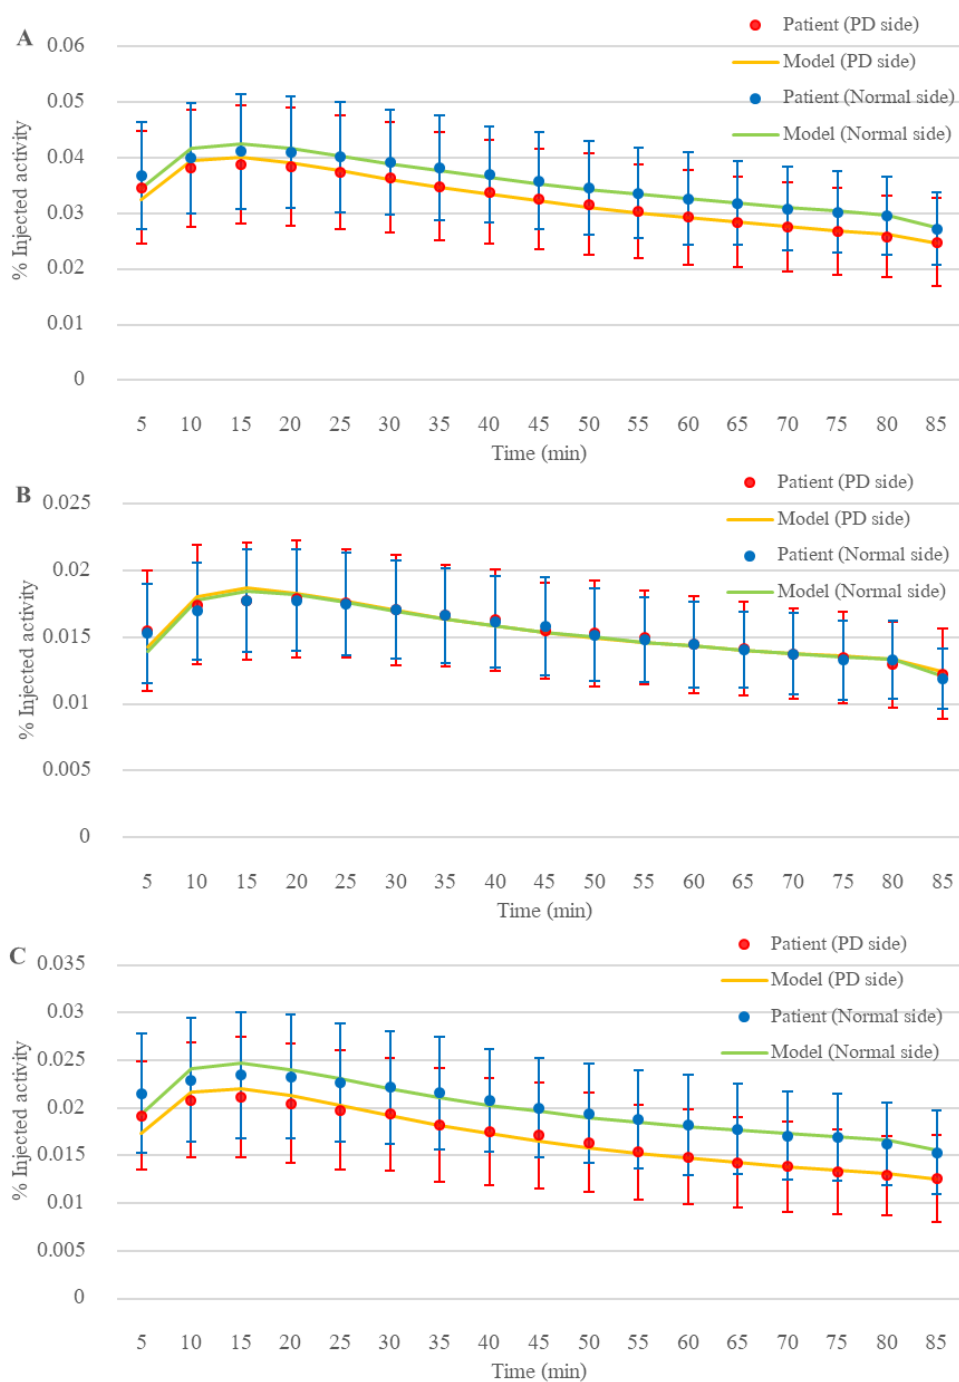 A
0.06
0.05
0.04
0.03
0.02
0.01
0
% Injected activity
Patient (PD side)
Model (PD side)
Patient (Normal side)
Model (Normal side)
5 10 15 20 25 30 35 40 45 50 55 60 65 70 75 80 85
Time (min)
B
0.025
0.02
0.015
0.01
0.005
0
% Injected activity
Patient (PD side)
Model (PD side)
Patient (Normal side)
Model (Normal side)
5 10 15 20 25 30 35 40 45 50 55 60 65 70 75 80 85
Time (min)
C
0.035
0.03
0.025
0.02
0.015
0.01
0.005
0
% Injected activity
Patient (PD side)
Model (PD side)
Patient (Normal side)
Model (Normal side)
5 10 15 20 25 30 35 40 45 50 55 60 65 70 75 80 85
Time (min)